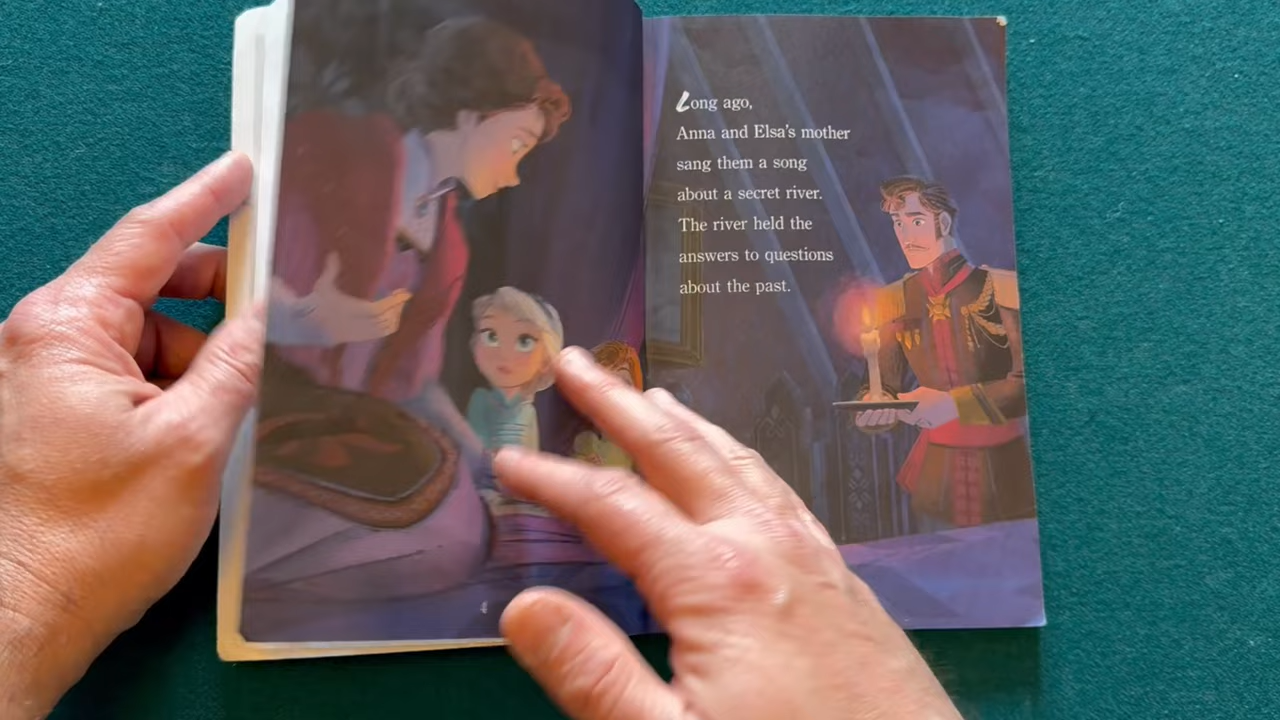 4
Long ago,
Anna and Elsa's mother
sang them a song
about a secret river.
The river held the
answers to questions
about the past.